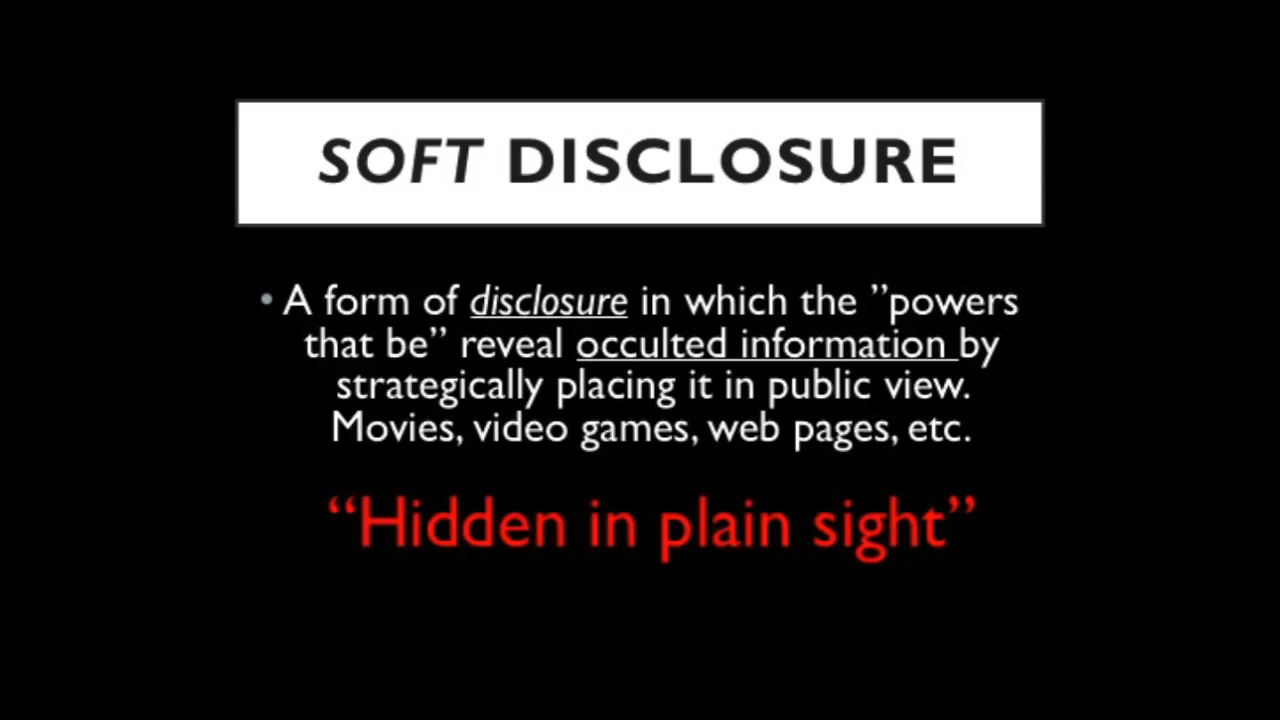 SOFT DISCLOSURE
• A form of disclosure in which the ”powers
that be” reveal occulted information by
strategically placing it in public view.
Movies, video games, web pages, etc.
“Hidden in plain sight”